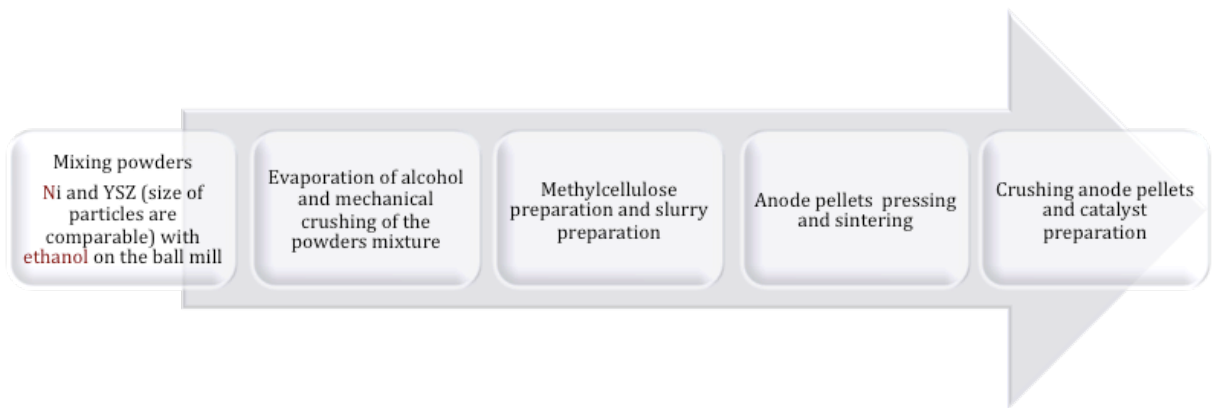 Mixing powders
Ni and YSZ (size of
particles are
comparable) with
ethanol on the ball mill
Evaporation of alcohol
and mechanical
crushing of the
powders mixture
Methylcellulose
preparation and slurry
preparation
Anode pellets  pressing
and sintering
Crushing anode pellets
and catalyst
preparation